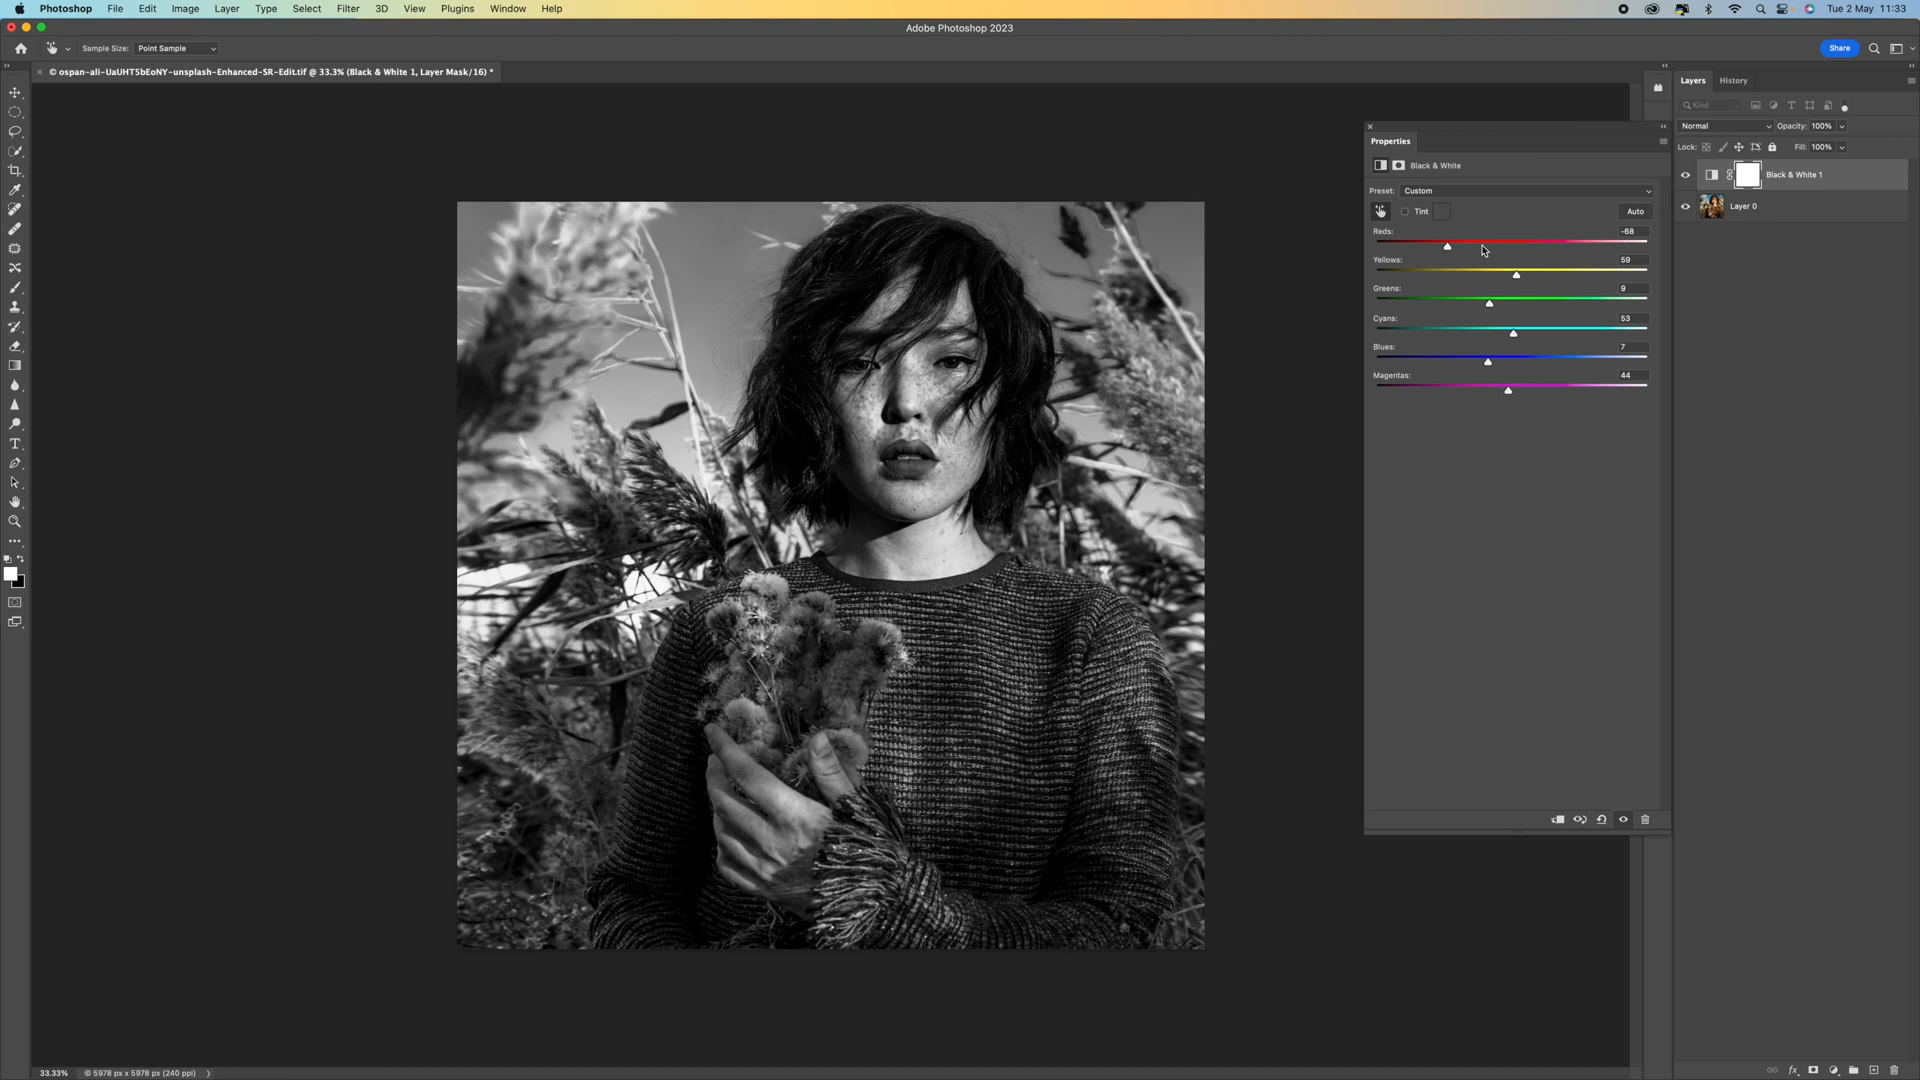 Photoshop File Edit Image Layer Type Select Filter 3D View Plugins Window Help Tue 2 May 11:33
Adobe Photoshop 2023
Sample Size: Point Sample Share
× © ospan-ali-UaUHT5bEoNY-unsplash-Enhanced-SR-Edit.tif @ 33.3% (Black & White 1, Layer Mask/16) *
Layers History
Kind
Normal Opacity: 100%
Lock: Fill: 100%
Properties
Black & White
Black & White 1
Preset: Custom
Layer 0
Tint Auto
Reds: -68
Yellows: 59
Greens: 9
Cyans: 53
Blues: 7
Magentas: 44
33.33% © 5978 px x 5978 px (240 ppi)